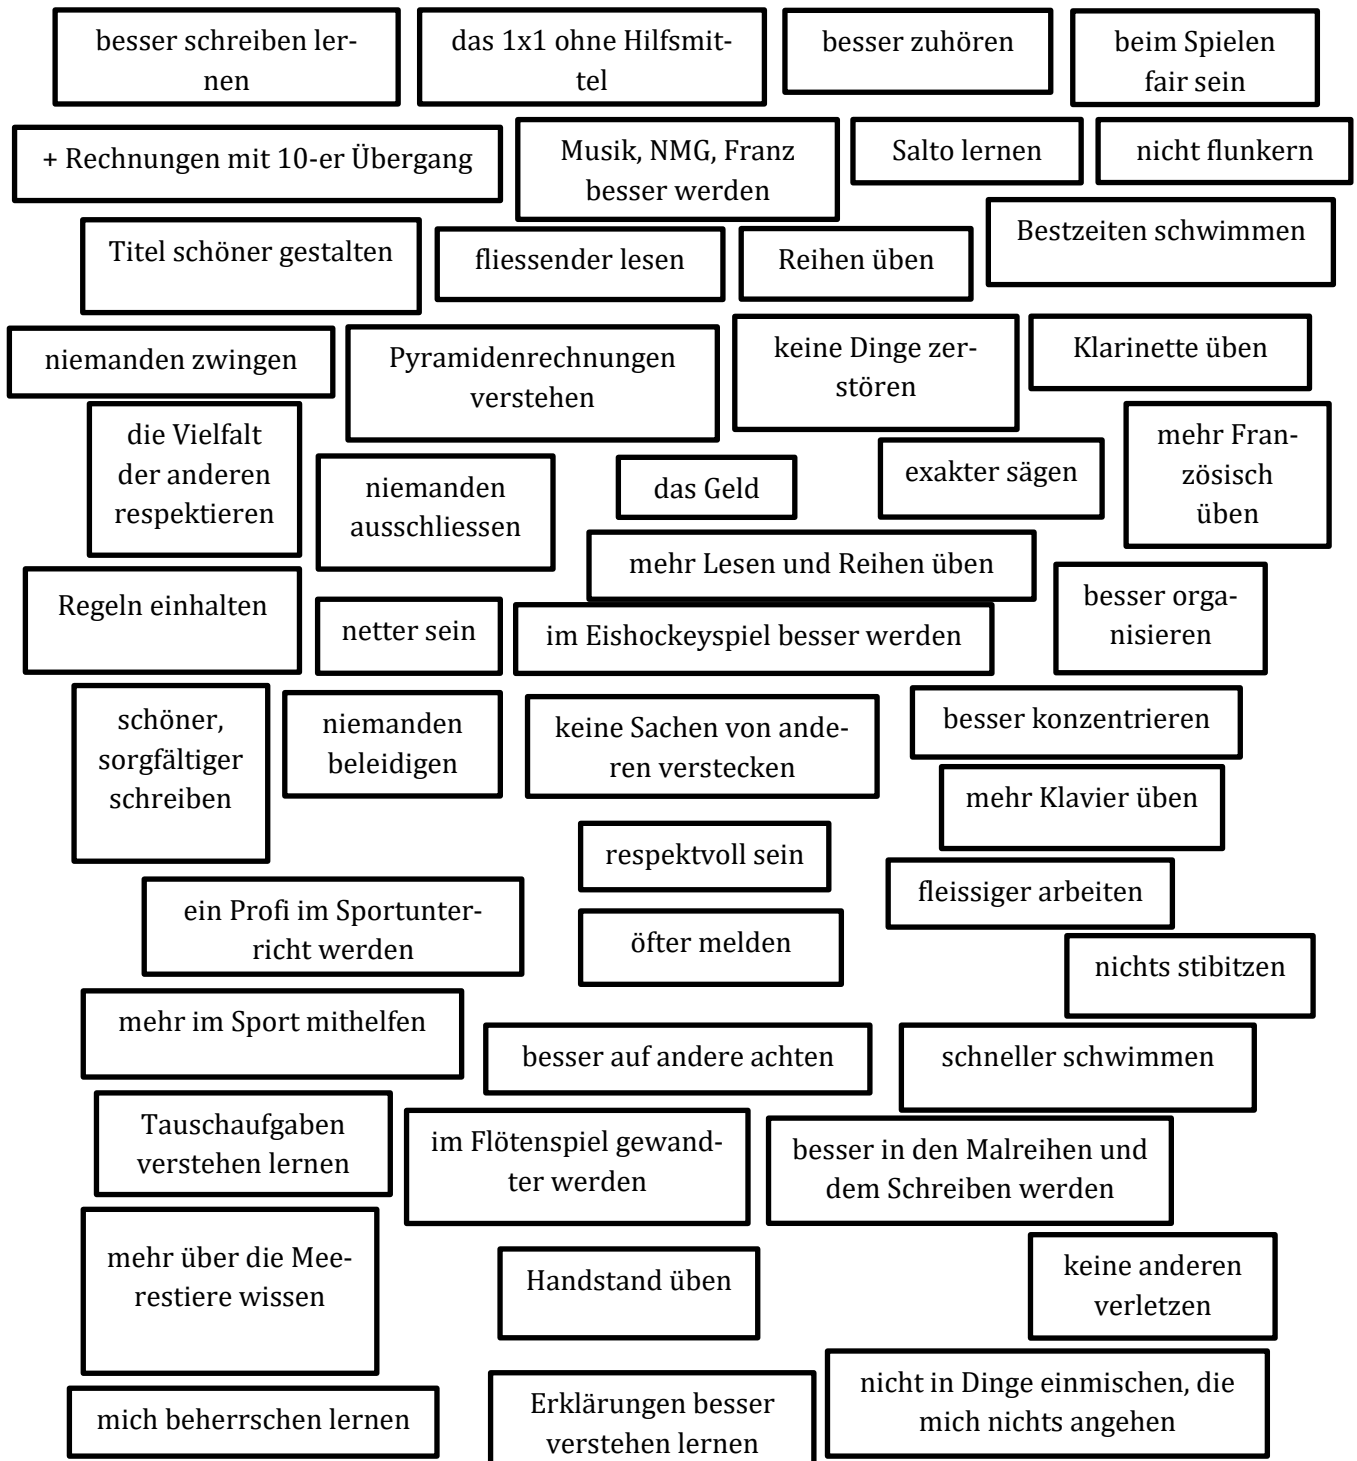 besser schreiben ler-
nen
das 1x1 ohne Hilfsmit-
tel
besser zuhören
beim Spielen
fair sein
+ Rechnungen mit 10-er Übergang
Musik, NMG, Franz
besser werden
Salto lernen
nicht flunkern
Titel schöner gestalten
fliessender lesen
Reihen üben
Bestzeiten schwimmen
niemanden zwingen
Pyramidenrechnungen
verstehen
keine Dinge zer-
stören
Klarinette üben
die Vielfalt
der anderen
respektieren
niemanden
ausschliessen
das Geld
exakter sägen
mehr Fran-
zösisch
üben
mehr Lesen und Reihen üben
Regeln einhalten
netter sein
im Eishockeyspiel besser werden
besser orga-
nisieren
schöner,
sorgfältiger
schreiben
niemanden
beleidigen
keine Sachen von ande-
ren verstecken
besser konzentrieren
mehr Klavier üben
respektvoll sein
fleissiger arbeiten
ein Profi im Sportunter-
richt werden
öfter melden
nichts stibitzen
mehr im Sport mithelfen
besser auf andere achten
schneller schwimmen
Tauschaufgaben
verstehen lernen
im Flötenspiel gewand-
ter werden
besser in den Malreihen und
dem Schreiben werden
mehr über die Mee-
restiere wissen
Handstand üben
keine anderen
verletzen
mich beherrschen lernen
Erklärungen besser
verstehen lernen
nicht in Dinge einmischen, die
mich nichts angehen